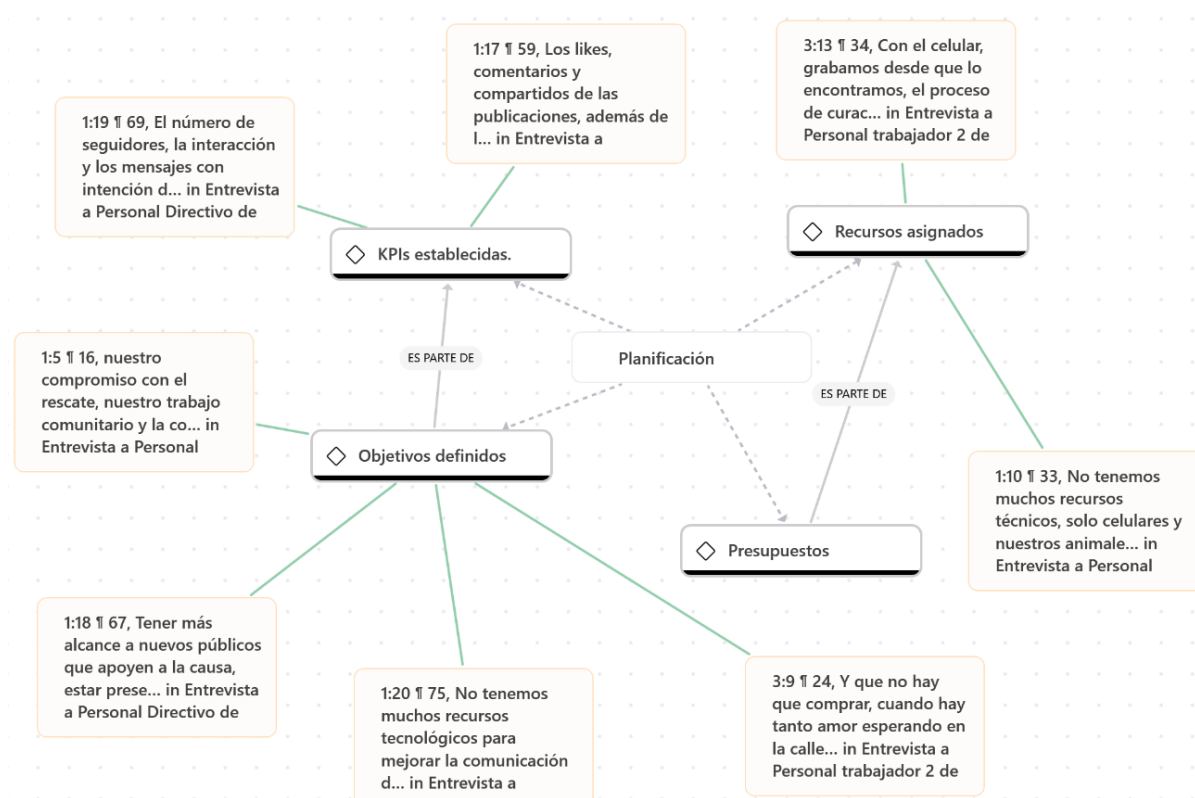 1:17 ¶ 59, Los likes,
comentarios y
compartidos de las
publicaciones, además de
l... in Entrevista a
3:13 ¶ 34, Con el celular,
grabamos desde que lo
encontramos, el proceso
de curac... in Entrevista a
Personal trabajador 2 de
1:19 ¶ 69, El número de
seguidores, la interacción
y los mensajes con
intención d... in Entrevista
a Personal Directivo de
Recursos asignados
KPIs establecidas.
ES PARTE DE
Planificación
1:5 ¶ 16, nuestro
compromiso con el
rescate, nuestro trabajo
comunitario y la co... in
Entrevista a Personal
ES PARTE DE
Objetivos definidos
1:10 ¶ 33, No tenemos
muchos recursos
técnicos, solo celulares y
nuestros animale... in
Entrevista a Personal
Presupuestos
1:18 ¶ 67, Tener más
alcance a nuevos públicos
que apoyen a la causa,
estar prese... in Entrevista
a Personal Directivo de
1:20 ¶ 75, No tenemos
muchos recursos
tecnológicos para
mejorar la comunicación
d... in Entrevista a
3:9 ¶ 24, Y que no hay
que comprar, cuando hay
tanto amor esperando en
la calle... in Entrevista a
Personal trabajador 2 de